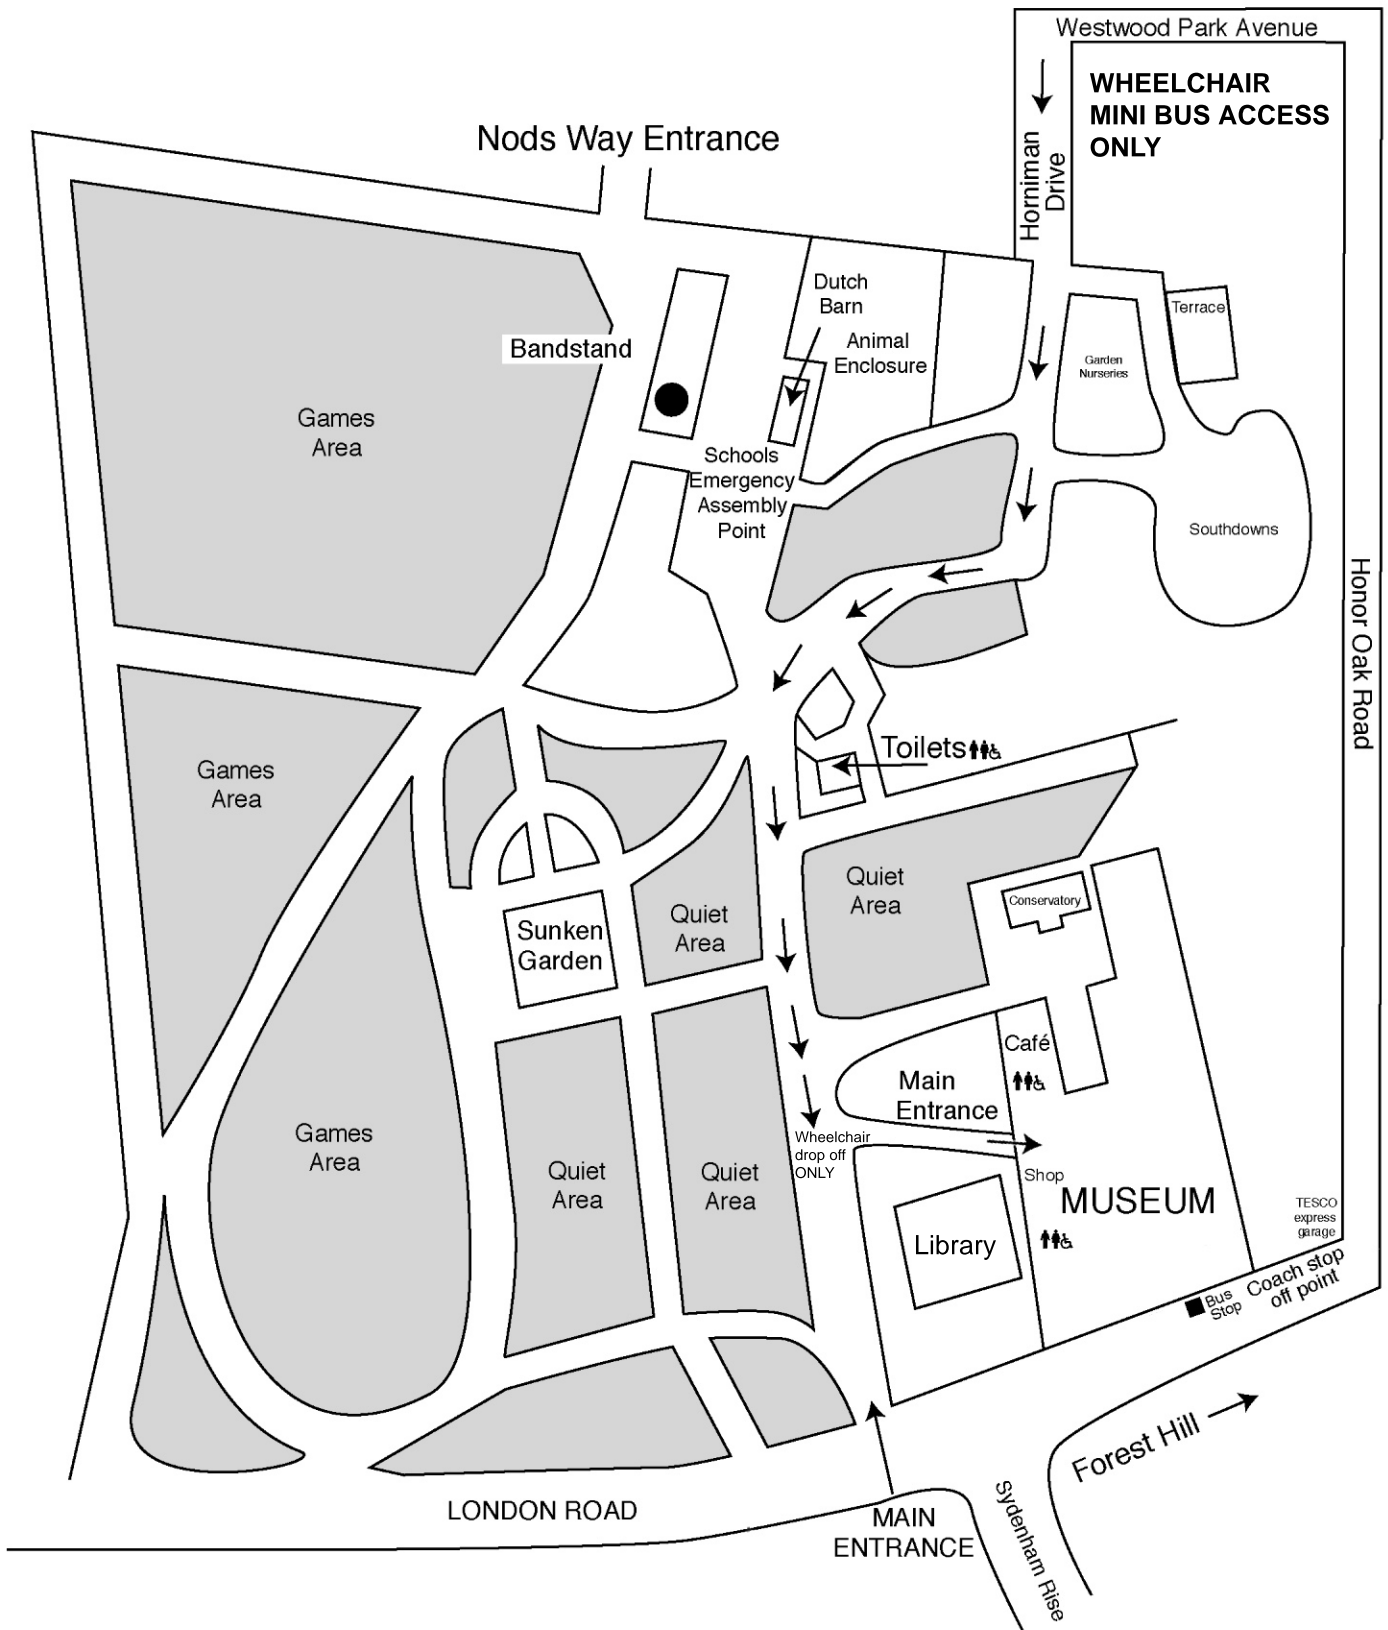 Westwood Park Avenue
WHEELCHAIR
MINI BUS ACCESS
ONLY
Horniman
Drive
Nods Way Entrance
Dutch
Barn
Terrace
Animal
Enclosure
Bandstand
Garden
Nurseries
Games
Area
Schools
Emergency
Assembly
Point
Southdowns
Honor Oak Road
Toilets
Games
Area
Quiet
Area
Conservatory
Quiet
Area
Sunken
Garden
Café
Main
Entrance
Games
Area
Wheelchair
drop off
ONLY
Quiet
Area
Quiet
Area
Shop
MUSEUM
Library
TESCO
express
garage
Coach stop
off point
Bus
Stop
Forest Hill
LONDON ROAD
MAIN
ENTRANCE
Sydenham Rise